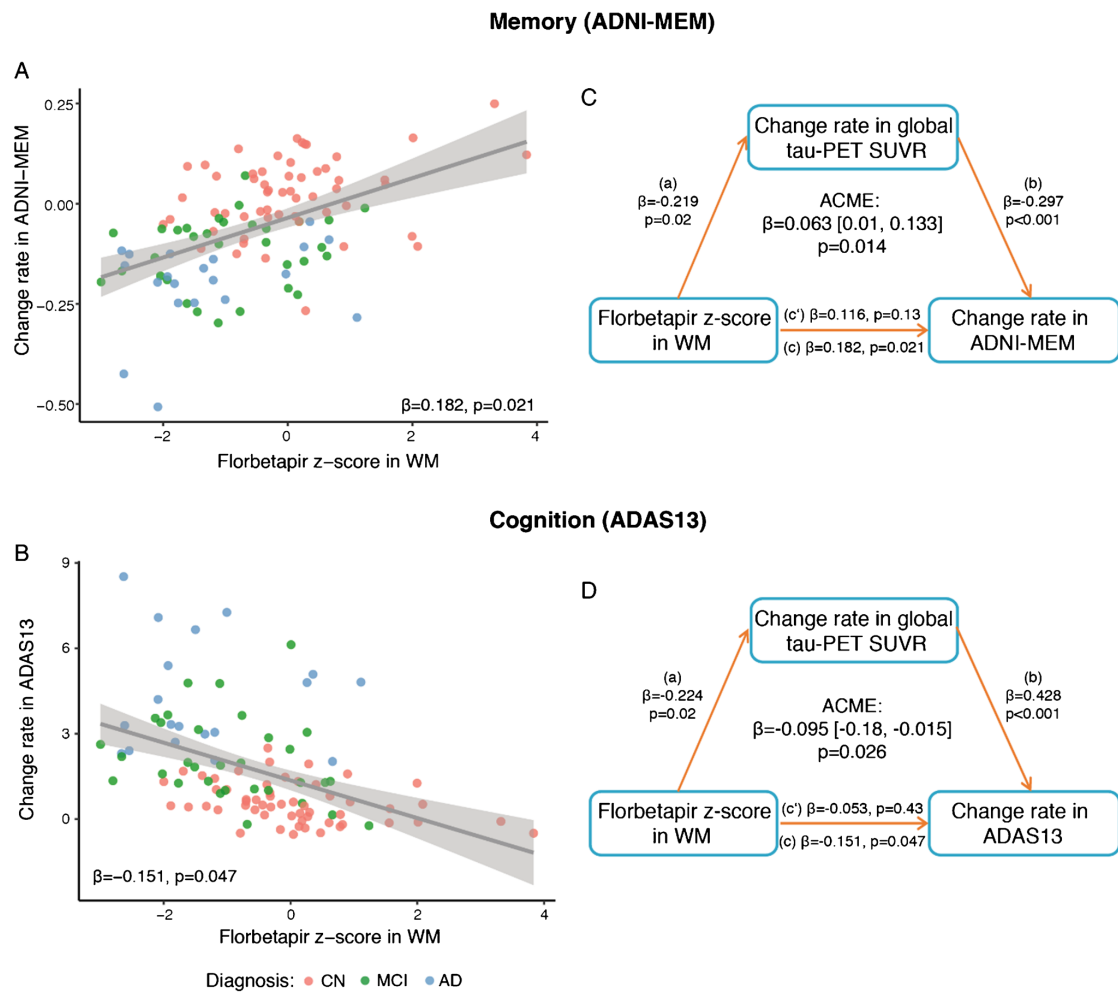 Memory (ADNI-MEM)
A
Change rate in ADNI−MEM
0.25
0.00
−0.25
−0.50
−2
0
2
4
β=0.182, p=0.021
Florbetapir z−score in WM
C
Change rate in global
tau-PET SUVR
(a)
β=-0.219
p=0.02
ACME:
β=0.063 [0.01, 0.133]
p=0.014
(b)
β=-0.297
p<0.001
Florbetapir z-score
in WM
(c') β=0.116, p=0.13
(c) β=0.182, p=0.021
Change rate in
ADNI-MEM
Cognition (ADAS13)
B
Change rate in ADAS13
9
6
3
0
−2
0
2
4
β=−0.151, p=0.047
Florbetapir z−score in WM
Diagnosis: CN MCI AD
D
Change rate in global
tau-PET SUVR
(a)
β=-0.224
p=0.02
ACME:
β=-0.095 [-0.18, -0.015]
p=0.026
(b)
β=0.428
p<0.001
Florbetapir z-score
in WM
(c') β=-0.053, p=0.43
(c) β=-0.151, p=0.047
Change rate in
ADAS13